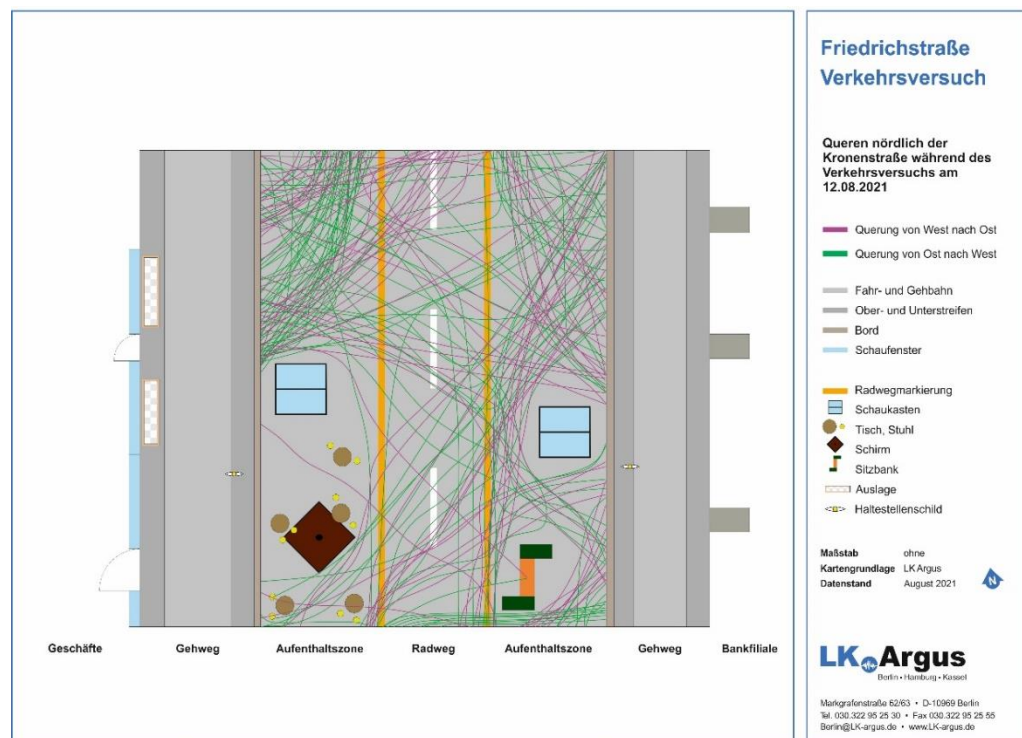 Geschäfte
Gehweg
Aufenthaltszone
Radweg
Aufenthaltszone
Gehweg
Bankfiliale
Friedrichstraße
Verkehrsversuch
Queren nördlich der
Kronenstraße während des
Verkehrsversuchs am
12.08.2021
Querung von West nach Ost
Querung von Ost nach West
Fahr- und Gehbahn
Ober- und Unterstreifen
Bord
Schaufenster
Radwegmarkierung
Schaukasten
Tisch, Stuhl
Schirm
Sitzbank
Auslage
Haltestellenschild
Maßstab ohne
Kartengrundlage LK Argus
Datenstand August 2021
N
LK Argus
Berlin • Hamburg • Kassel
Markgrafenstraße 62/63 • D-10969 Berlin
Tel. 030.322 95 25 30 • Fax 030.322 95 25 55
Berlin@LK-argus.de • www.LK-argus.de